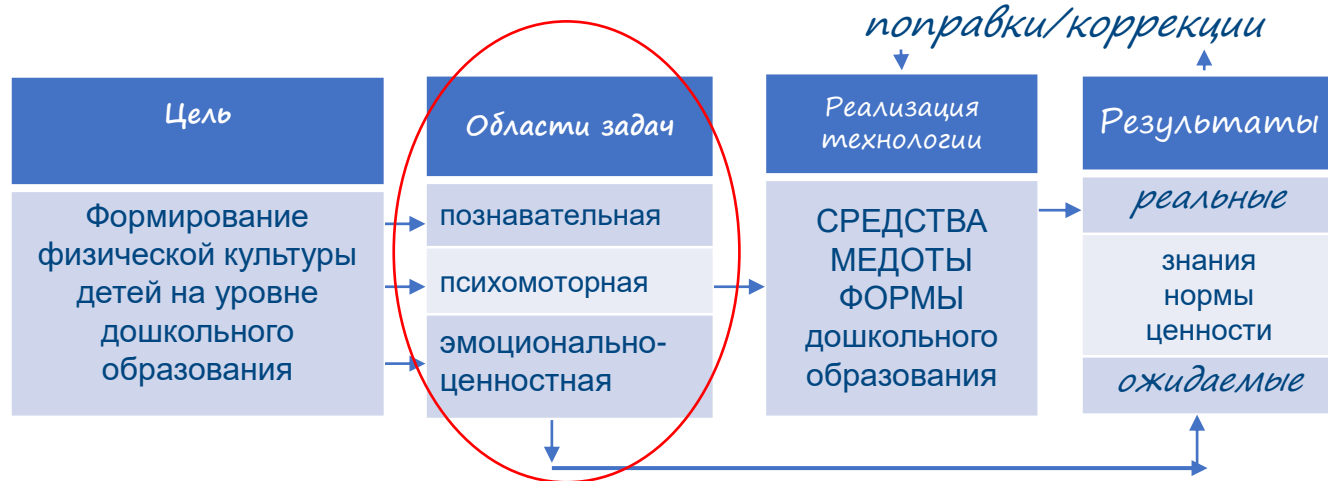 поправки/коррекции
Цель
Формирование
физической культуры
детей на уровне
дошкольного
образования
Области задач
познавательная
психомоторная
эмоционально-
ценностная
Реализация
технологии
СРЕДСТВА
МЕДОТЫ
ФОРМЫ
дошкольного
образования
Результаты
реальные
знания
нормы
ценности
ожидаемые